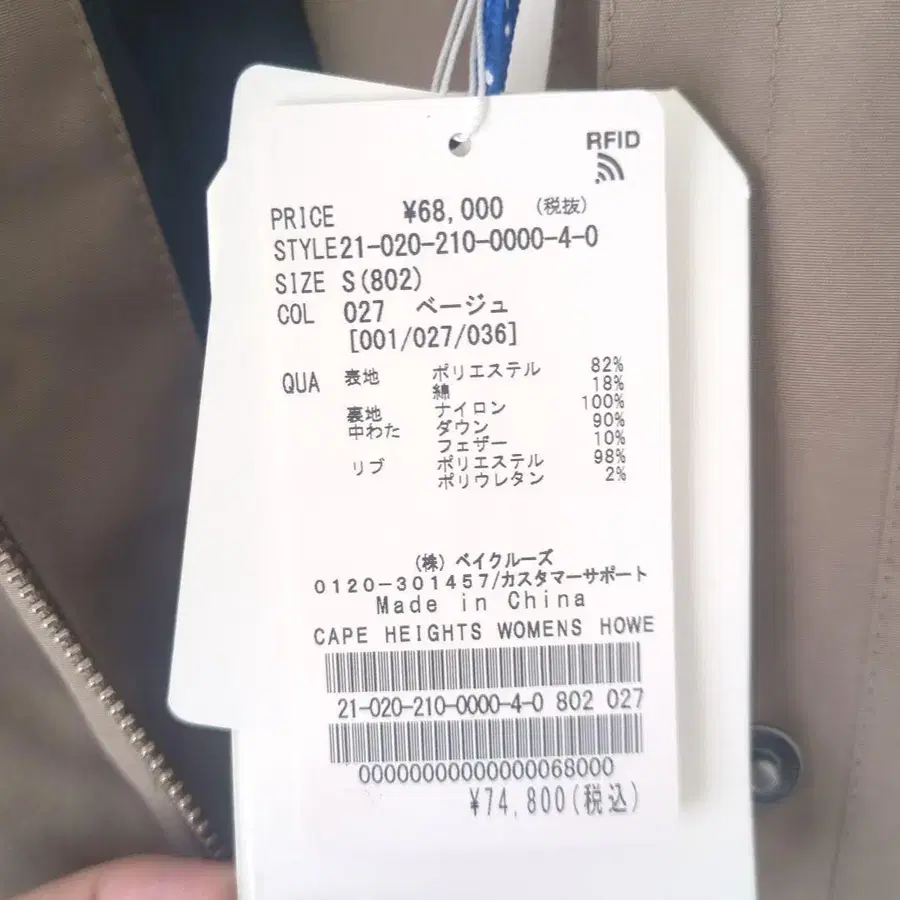 RFID
PRICE ¥68,000 (税抜)
STYLE21-020-210-0000-4-0
SIZE S(802)
COL 027 ベージュ
[001/027/036]
QUA 表地 ポリエステル 82%
綿 18%
裏地 ナイロン 100%
中わた ダウン 90%
フェザー 10%
リブ ポリエステル 98%
ポリウレタン 2%
(株) ベイクルーズ
0120-301457/カスタマーサポート
Made in China
CAPE HEIGHTS WOMENS HOWE
21-020-210-0000-4-0 802 027
00000000000000068000
¥74,800(税込)